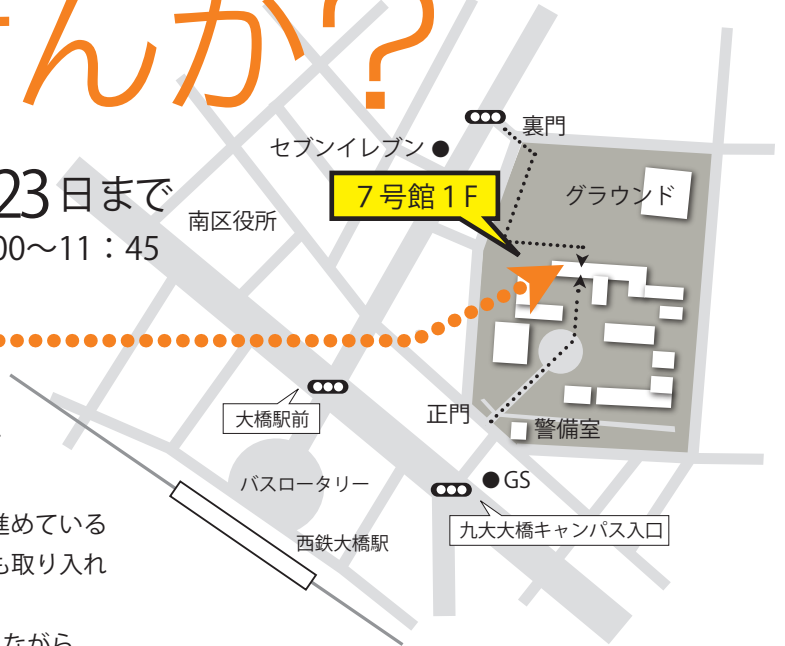 せんか？
23日まで
00～11：45
裏門
セブンイレブン
7号館1F
グラウンド
南区役所
大橋駅前
正門
警備室
バスロータリー
GS
九大大橋キャンパス入口
西鉄大橋駅
進めている
も取り入れ
ながら